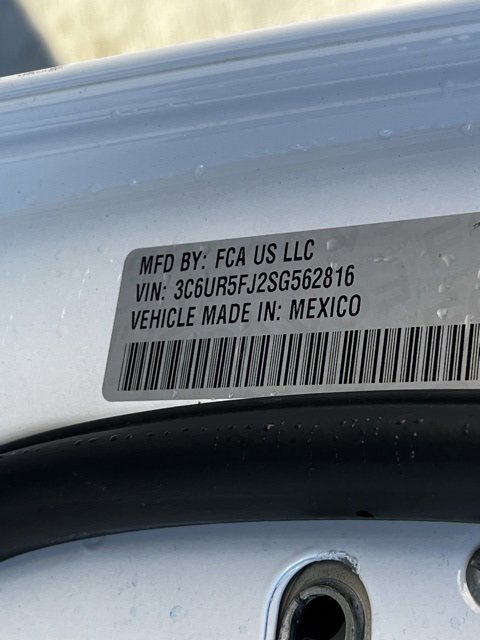 MFD BY: FCA US LLC
VIN: 3C6UR5FJ2SG562816
VEHICLE MADE IN: MEXICO